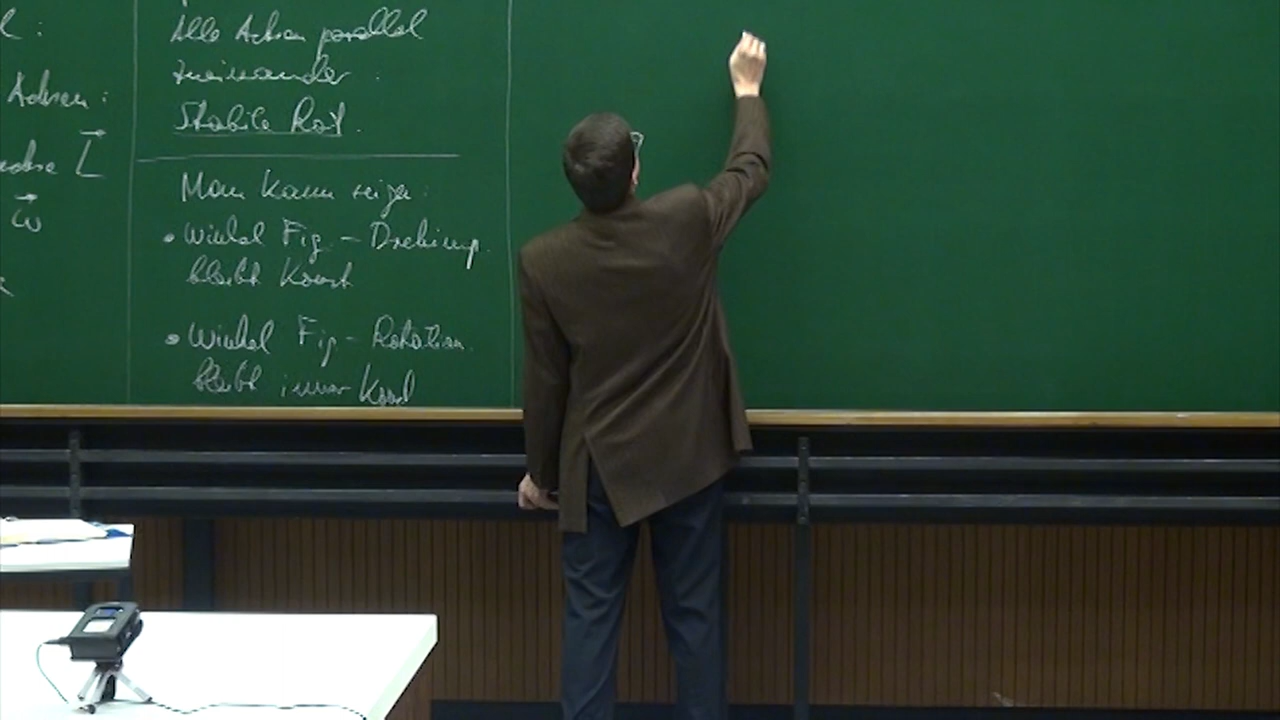 Achsen:
L
ω
Alle Achsen parallel
zueinander.
Stabile Rot.
Man kann zeigen:
• Winkel Fig - Drehimp.
bleibt Konst
• Winkel Fig - Rotation
bleibt immer Konst